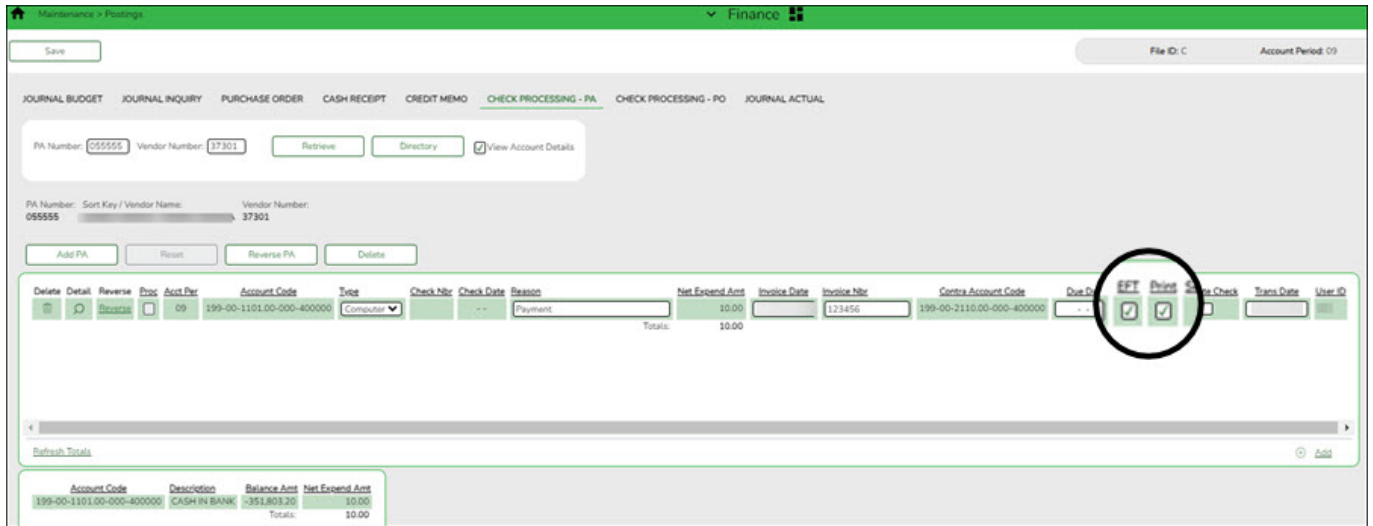 Maintenance > Postings
Finance
Save
File ID: C
Account Period: 09
JOURNAL BUDGET JOURNAL INQUIRY PURCHASE ORDER CASH RECEIPT CREDIT MEMO CHECK PROCESSING - PA CHECK PROCESSING - PO JOURNAL ACTUAL
PA Number: 055555 Vendor Number: 37301 Retrieve Directory View Account Details
PA Number: Sort Key / Vendor Name: Vendor Number:
055555 37301
Add PA Reset Reverse PA Delete
Delete Detail Reverse Proc Acct Per Account Code Type Check Nbr Check Date Reason Net Expend Amt Invoice Date Invoice Nbr Contra Account Code EFT Print Check Trans Date User ID
Reverse 09 199-00-1101.00-000-400000 Computer - - Payment 10.00 123456 199-00-2110.00-000-400000 - -
Totals: 10.00
Refresh Totals Add
Account Code Description Balance Amt Net Expend Amt
199-00-1101.00-000-400000 CASH IN BANK -351,803.20 10.00
Totals: 10.00